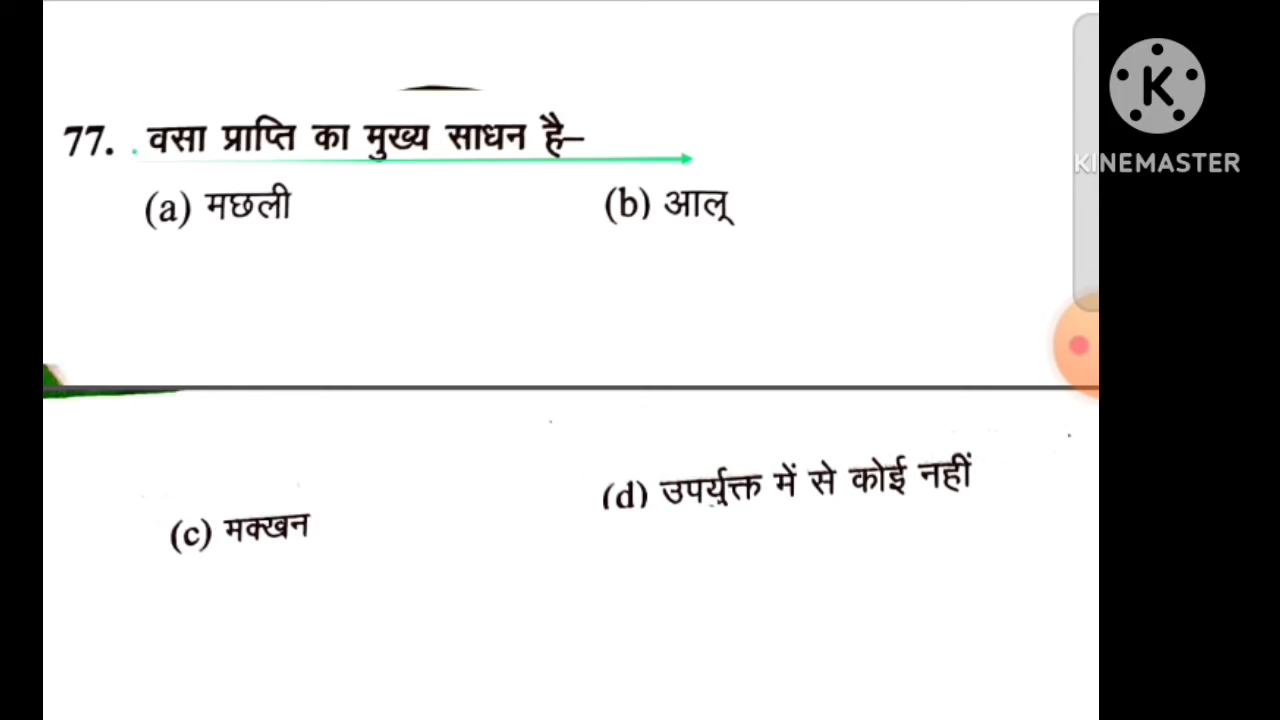 77. वसा प्राप्ति का मुख्य साधन है–
(a) मछली
(b) आलू
(c) मक्खन
(d) उपर्युक्त में से कोई नहीं
K
KINEMASTER